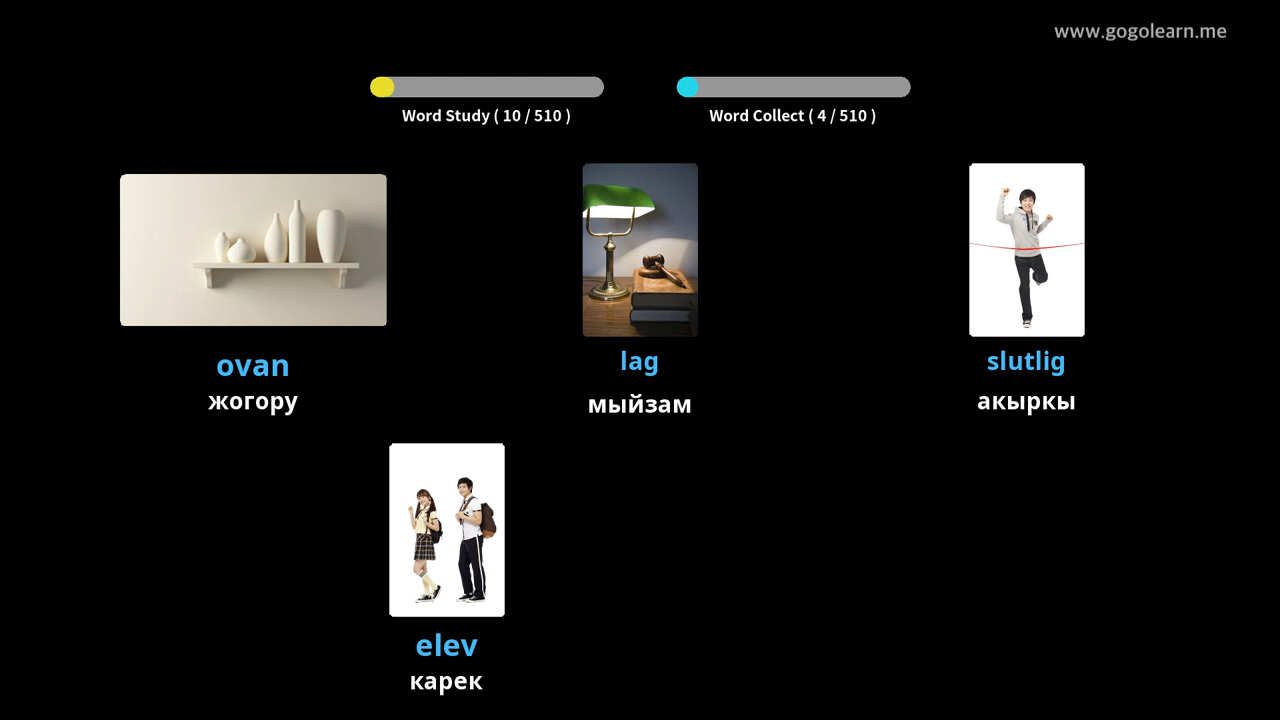 www.gogolearn.me
Word Study ( 10 / 510 )
Word Collect ( 4 / 510 )
ovan
жогору
lag
мыйзам
slutlig
акыркы
elev
карек